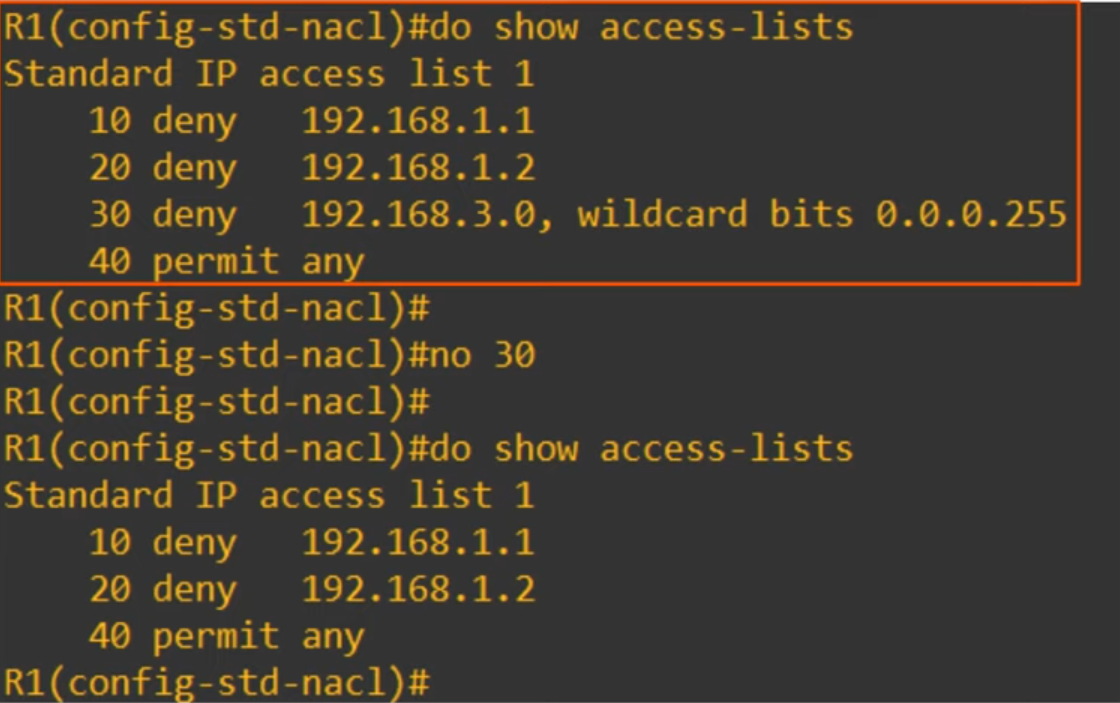 R1(config-std-nacl)#do show access-lists
Standard IP access list 1
    10 deny   192.168.1.1
    20 deny   192.168.1.2
    30 deny   192.168.3.0, wildcard bits 0.0.0.255
    40 permit any
R1(config-std-nacl)#
R1(config-std-nacl)#no 30
R1(config-std-nacl)#
R1(config-std-nacl)#do show access-lists
Standard IP access list 1
    10 deny   192.168.1.1
    20 deny   192.168.1.2
    40 permit any
R1(config-std-nacl)#